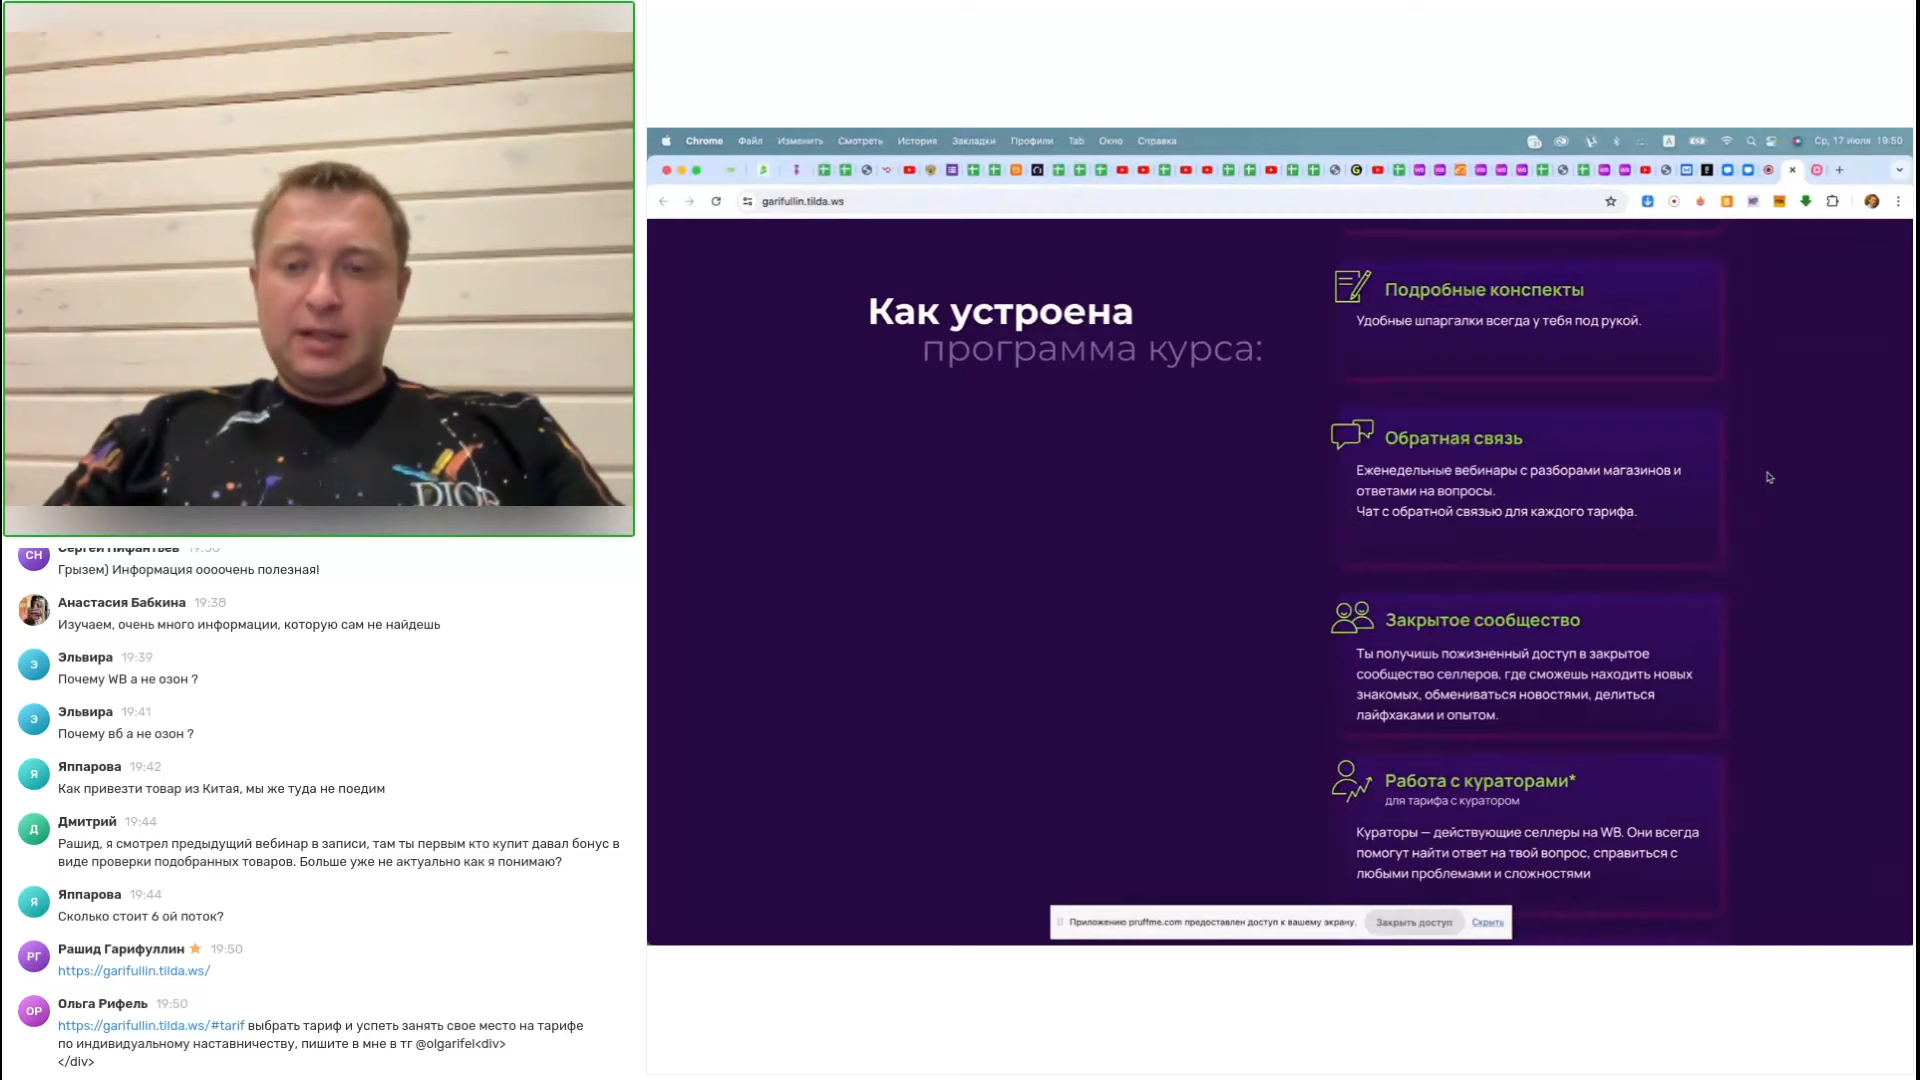 DIOR
СН
Сергей Нифантьев 19:38
Грызем) Информация оооочень полезная!
Анастасия Бабкина 19:38
Изучаем, очень много информации, которую сам не найдешь
Э
Эльвира 19:39
Почему WB а не озон ?
Э
Эльвира 19:41
Почему вб а не озон ?
Я
Яппарова 19:42
Как привезти товар из Китая, мы же туда не поедим
Д
Дмитрий 19:44
Рашид, я смотрел предыдущий вебинар в записи, там ты первым кто купит давал бонус в
виде проверки подобранных товаров. Больше уже не актуально как я понимаю?
Я
Яппарова 19:44
Сколько стоит 6 ой поток?
РГ
Рашид Гарифуллин 19:50
https://garifullin.tilda.ws/
ОР
Ольга Рифель 19:50
https://garifullin.tilda.ws/#tarif выбрать тариф и успеть занять свое место на тарифе
по индивидуальному наставничеству, пишите в мне в тг @olgarifel<div>
</div>
Chrome Файл Изменить Смотреть История Закладки Профили Tab Окно Справка
Ср, 17 июля 19:50
garifullin.tilda.ws
Как устроена
программа курса:
Подробные конспекты
Удобные шпаргалки всегда у тебя под рукой.
Обратная связь
Еженедельные вебинары с разборами магазинов и
ответами на вопросы.
Чат с обратной связью для каждого тарифа.
Закрытое сообщество
Ты получишь пожизненный доступ в закрытое
сообщество селлеров, где сможешь находить новых
знакомых, обмениваться новостями, делиться
лайфхаками и опытом.
Работа с кураторами*
для тарифа с куратором
Кураторы — действующие селлеры на WB. Они всегда
помогут найти ответ на твой вопрос, справиться с
любыми проблемами и сложностями
Приложению pruffme.com предоставлен доступ к вашему экрану. Закрыть доступ Скрыть